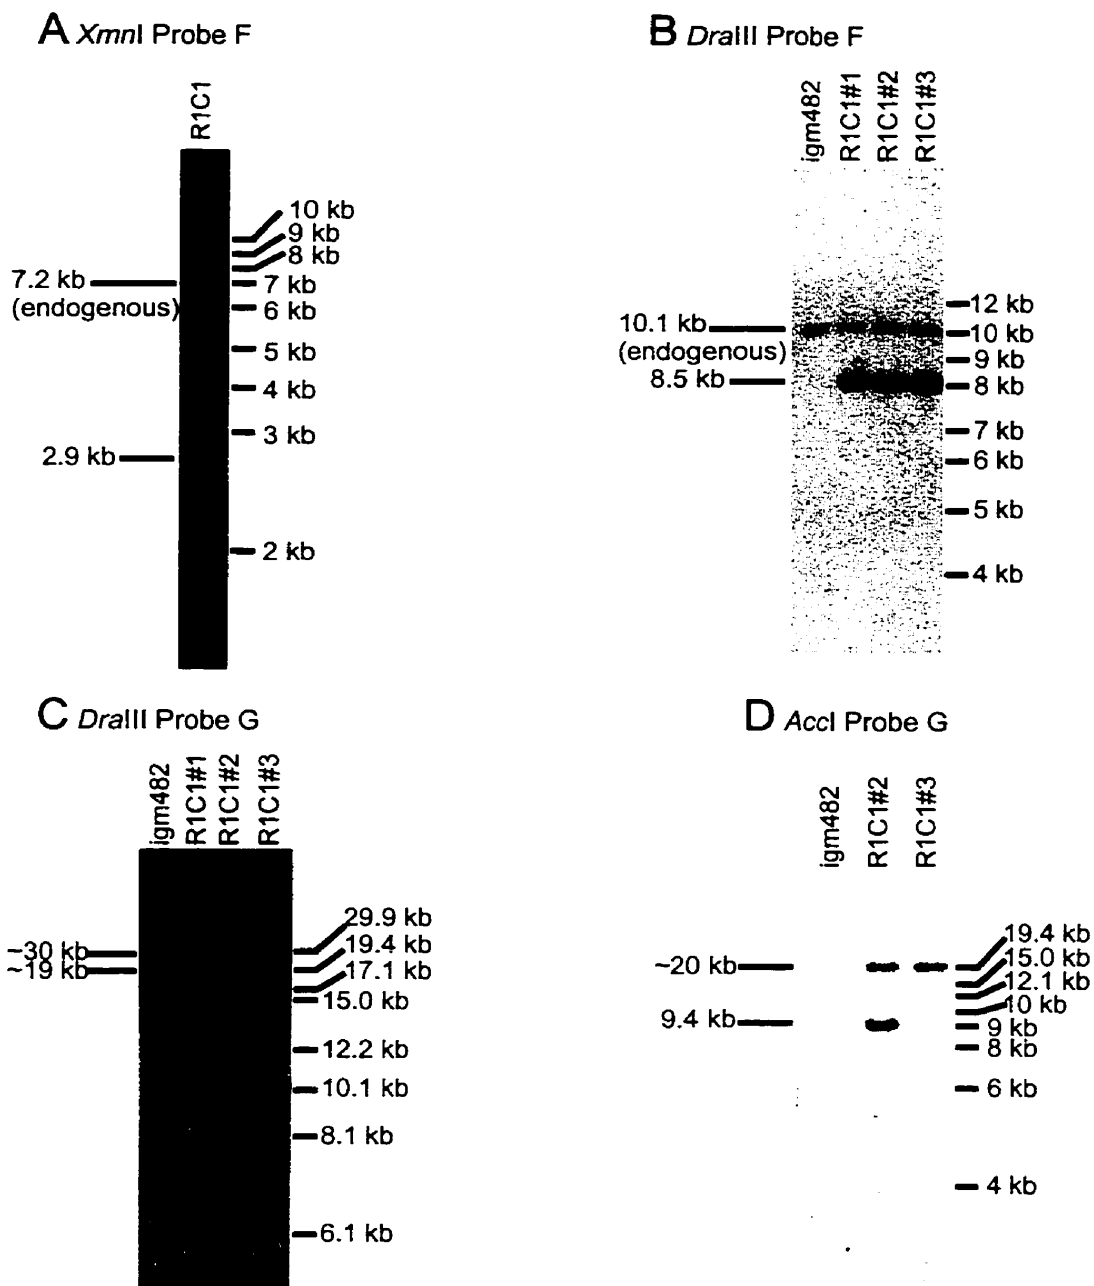 A XmnI Probe F
R1C1
10 kb
9 kb
8 kb
7.2 kb
(endogenous)
7 kb
6 kb
5 kb
4 kb
3 kb
2.9 kb
2 kb
B DraIII Probe F
igm482
R1C1#1
R1C1#2
R1C1#3
12 kb
10.1 kb
(endogenous)
10 kb
9 kb
8.5 kb
8 kb
7 kb
6 kb
5 kb
4 kb
C DraIII Probe G
igm482
R1C1#1
R1C1#2
R1C1#3
29.9 kb
~30 kb
19.4 kb
~19 kb
17.1 kb
15.0 kb
12.2 kb
10.1 kb
8.1 kb
6.1 kb
D AccI Probe G
igm482
R1C1#2
R1C1#3
19.4 kb
~20 kb
15.0 kb
12.1 kb
10 kb
9.4 kb
9 kb
8 kb
6 kb
4 kb